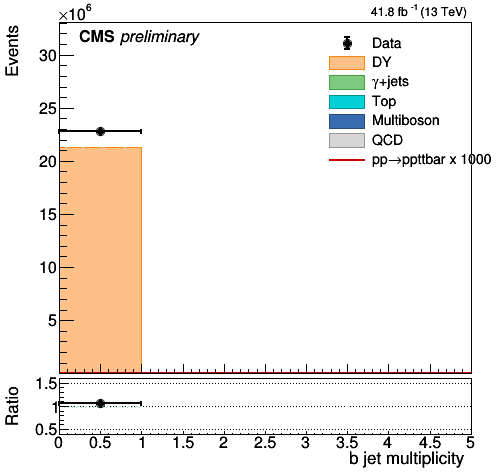 ×10⁶
41.8 fb⁻¹ (13 TeV)
Events
CMS preliminary
Data
DY
γ+jets
Top
Multiboson
QCD
pp→ppttbar x 1000
30
25
20
15
10
5
Ratio
1.5
1
0.5
0 0.5 1 1.5 2 2.5 3 3.5 4 4.5 5
b jet multiplicity